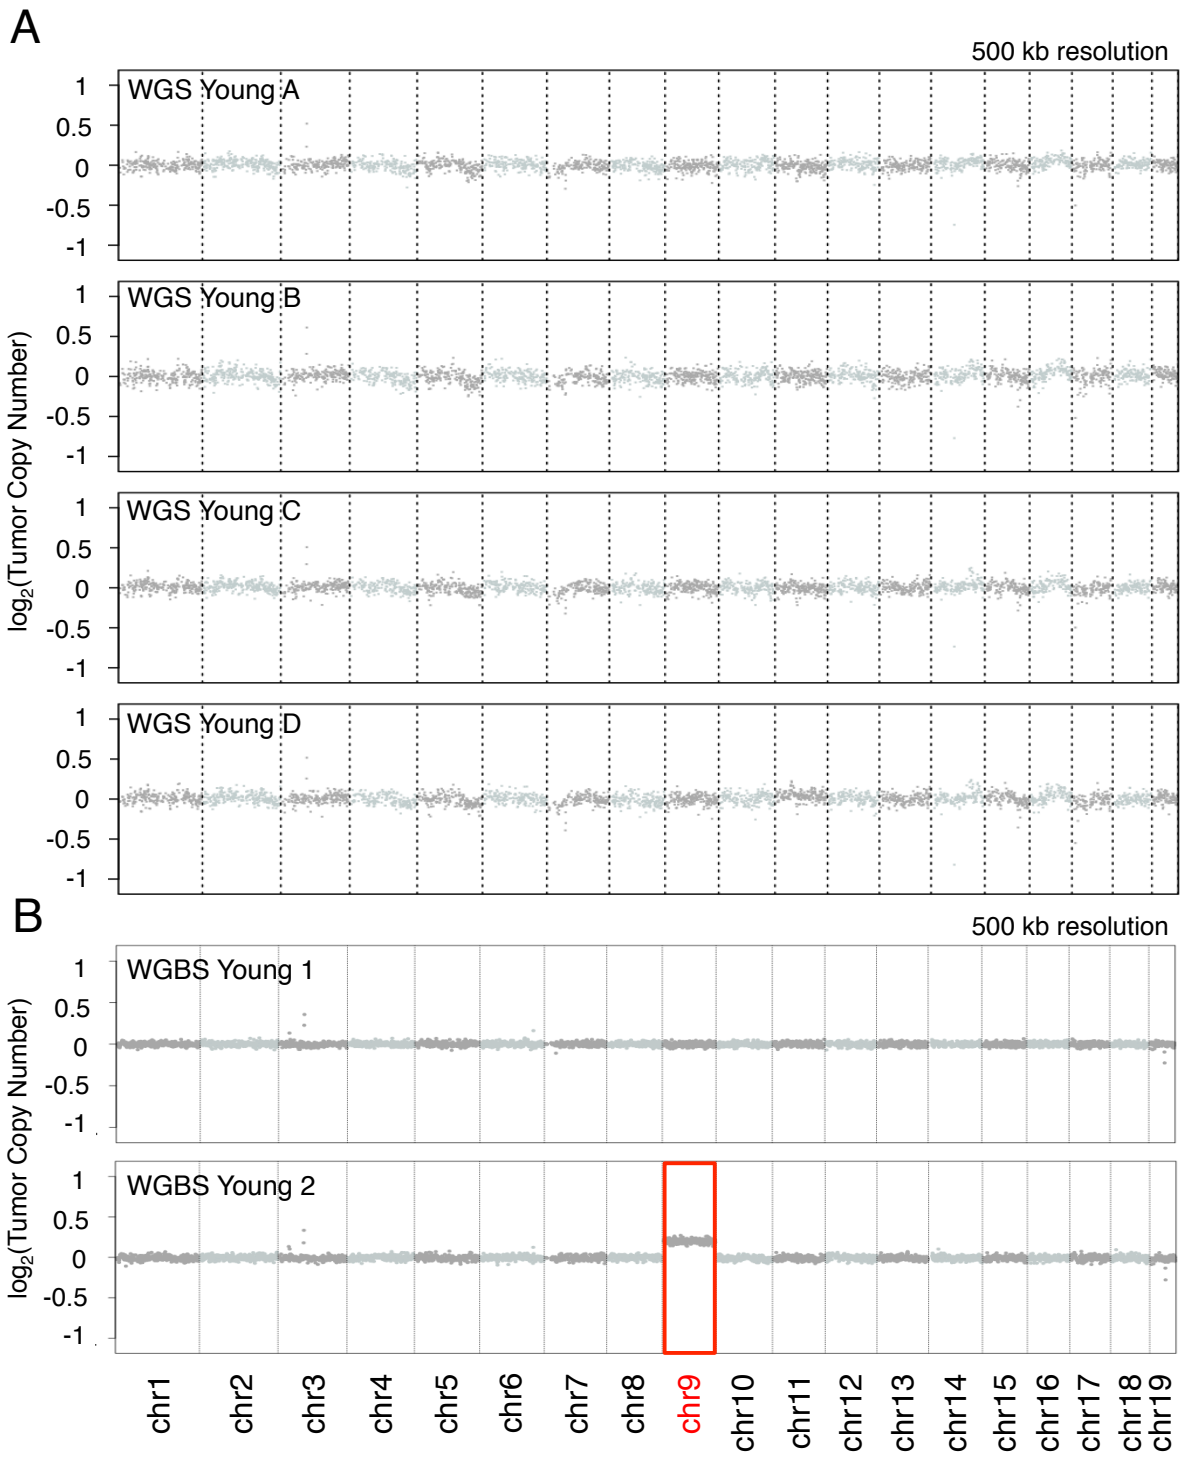 A
500 kb resolution
WGS Young A
1
0.5
0
-0.5
-1
WGS Young B
1
0.5
0
-0.5
-1
log2(Tumor Copy Number)
WGS Young C
1
0.5
0
-0.5
-1
WGS Young D
1
0.5
0
-0.5
-1
B
500 kb resolution
WGBS Young 1
1
0.5
0
-0.5
-1
log2(Tumor Copy Number)
WGBS Young 2
1
0.5
0
-0.5
-1
chr1 chr2 chr3 chr4 chr5 chr6 chr7 chr8 chr9 chr10 chr11 chr12 chr13 chr14 chr15 chr16 chr17 chr18 chr19